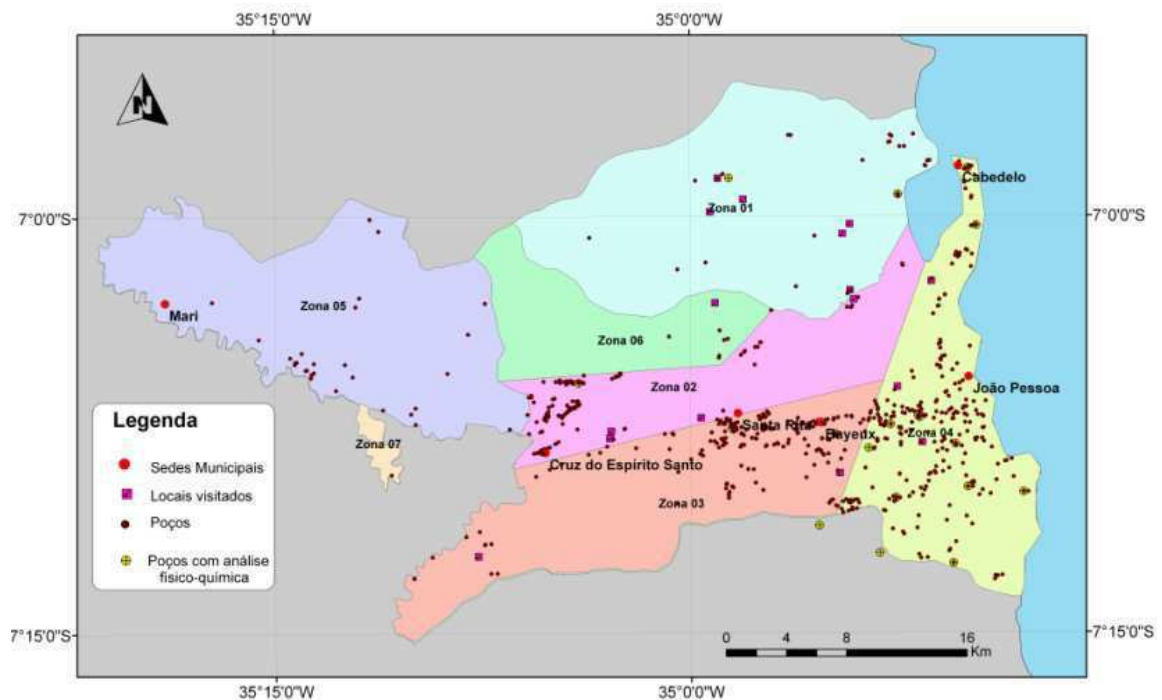 35°15'0"W 35°0'0"W
N
Cabedelo
7°0'0"S 7°0'0"S
Zona 01
Zona 05
Mari
Zona 06
João Pessoa
Zona 02
Legenda
Santa Rita
Bayeux
Zona 04
Zona 07
Sedes Municipais
Cruz do Espírito Santo
Locais visitados
Zona 03
Poços
Poços com análise
físico-química
7°15'0"S 7°15'0"S
0 4 8 16
Km
35°15'0"W 35°0'0"W